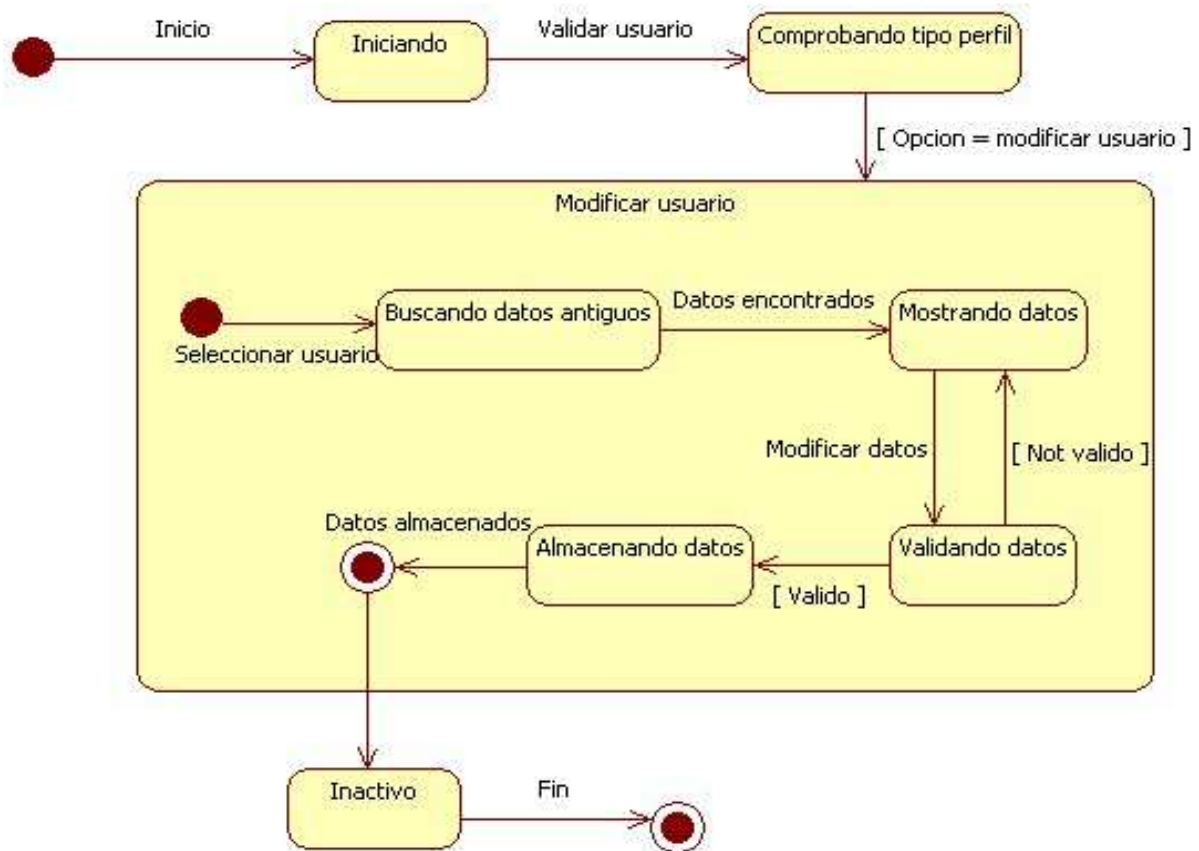 Inicio
Iniciando
Validar usuario
Comprobando tipo perfil
[ Opcion = modificar usuario ]
Modificar usuario
Seleccionar usuario
Buscando datos antiguos
Datos encontrados
Mostrando datos
Modificar datos
[ Not valido ]
Datos almacenados
Almacenando datos
[ Valido ]
Validando datos
Inactivo
Fin